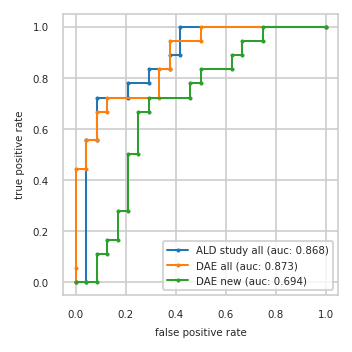 1.0
0.8
0.6
0.4
0.2
0.0
true positive rate
ALD study all (auc: 0.868)
DAE all (auc: 0.873)
DAE new (auc: 0.694)
0.0 0.2 0.4 0.6 0.8 1.0
false positive rate